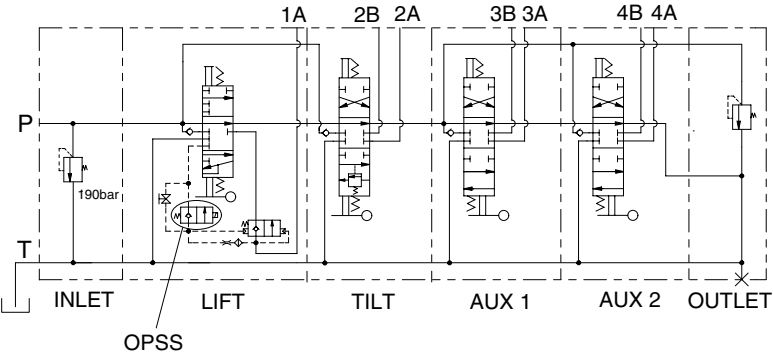 1A 2B 2A 3B 3A 4B 4A
P
190bar
T
INLET LIFT TILT AUX 1 AUX 2 OUTLET
OPSS